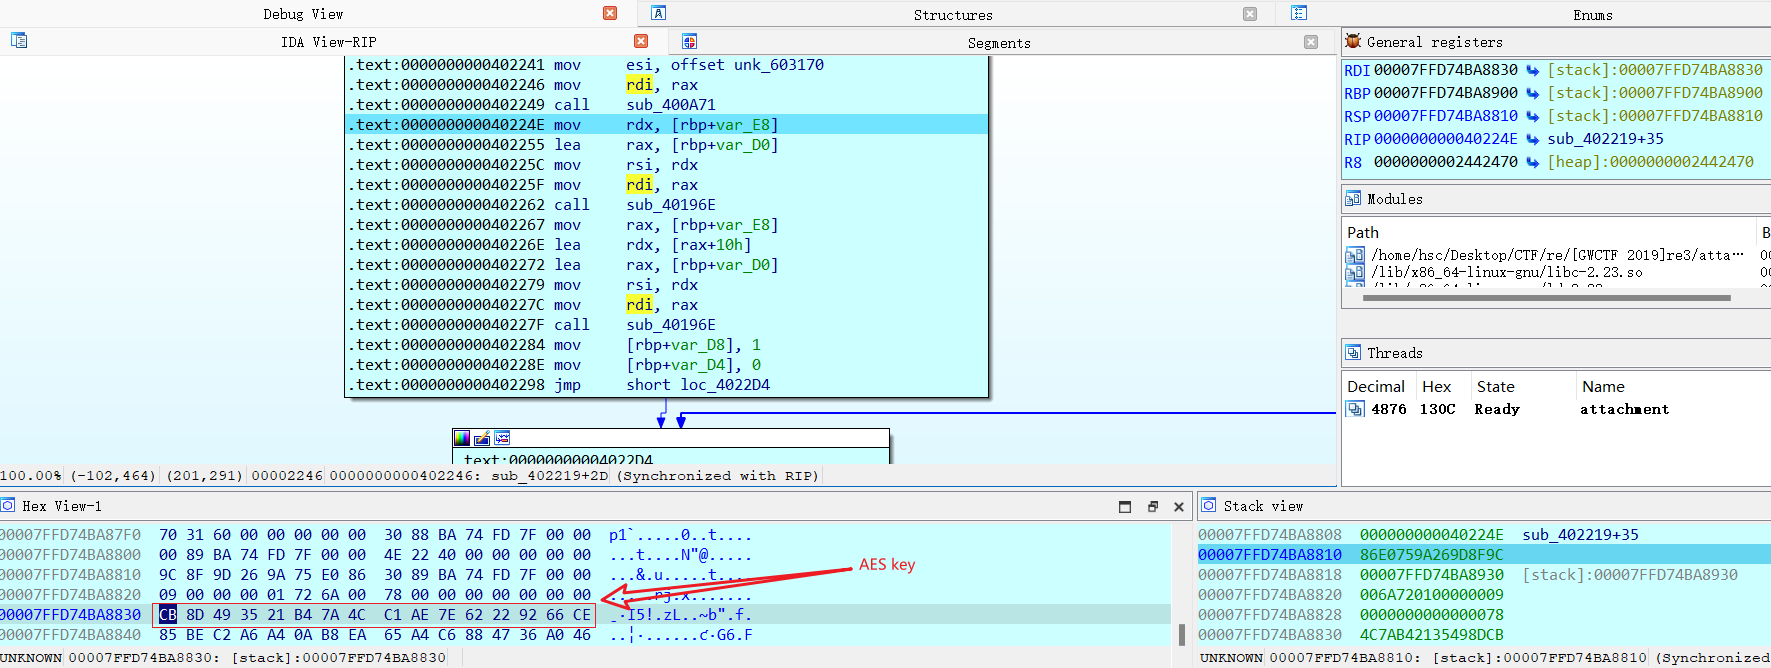 Debug View
Structures
Enums
IDA View-RIP
Segments
General registers
.text:0000000000402241 mov esi, offset unk_603170
.text:0000000000402246 mov rdi, rax
.text:0000000000402249 call sub_400A71
.text:000000000040224E mov rdx, [rbp+var_E8]
.text:0000000000402255 lea rax, [rbp+var_D0]
.text:000000000040225C mov rsi, rdx
.text:000000000040225F mov rdi, rax
.text:0000000000402262 call sub_40196E
.text:0000000000402267 mov rax, [rbp+var_E8]
.text:000000000040226E lea rdx, [rax+10h]
.text:0000000000402272 lea rax, [rbp+var_D0]
.text:0000000000402279 mov rsi, rdx
.text:000000000040227C mov rdi, rax
.text:000000000040227F call sub_40196E
.text:0000000000402284 mov [rbp+var_D8], 1
.text:000000000040228E mov [rbp+var_D4], 0
.text:0000000000402298 jmp short loc_4022D4
.text:00000000004022D4
100.00% (-102,464) (201,291) 00002246 0000000000402246: sub_402219+2D (Synchronized with RIP)
RDI 00007FFD74BA8830 [stack]:00007FFD74BA8830
RBP 00007FFD74BA8900 [stack]:00007FFD74BA8900
RSP 00007FFD74BA8810 [stack]:00007FFD74BA8810
RIP 000000000040224E sub_402219+35
R8 0000000002442470 [heap]:0000000002442470
Modules
Path
/home/hsc/Desktop/CTF/re/[GWCTF 2019]re3/atta…
/lib/x86_64-linux-gnu/libc-2.23.so
Threads
Decimal Hex State Name
4876 130C Ready attachment
Hex View-1
00007FFD74BA87F0 70 31 60 00 00 00 00 00 30 88 BA 74 FD 7F 00 00 p1`.....0..t....
00007FFD74BA8800 00 89 BA 74 FD 7F 00 00 4E 22 40 00 00 00 00 00 ...t....N"@.....
00007FFD74BA8810 9C 8F 9D 26 9A 75 E0 86 30 89 BA 74 FD 7F 00 00 ...&.u.....t....
00007FFD74BA8820 09 00 00 00 01 72 6A 00 78 00 00 00 00 00 00 00 .....rj.x.......
00007FFD74BA8830 CB 8D 49 35 21 B4 7A 4C C1 AE 7E 62 22 92 66 CE ..I5!.zL..~b".f.
00007FFD74BA8840 85 BE C2 A6 A4 0A B8 EA 65 A4 C6 88 47 36 A0 46
AES key
UNKNOWN 00007FFD74BA8830: [stack]:00007FFD74BA8830
Stack view
00007FFD74BA8808 000000000040224E sub_402219+35
00007FFD74BA8810 86E0759A269D8F9C
00007FFD74BA8818 00007FFD74BA8930 [stack]:00007FFD74BA8930
00007FFD74BA8820 006A720100000009
00007FFD74BA8828 0000000000000078
00007FFD74BA8830 4C7AB42135498DCB
UNKNOWN 00007FFD74BA8810: [stack]:00007FFD74BA8810 (Synchronized